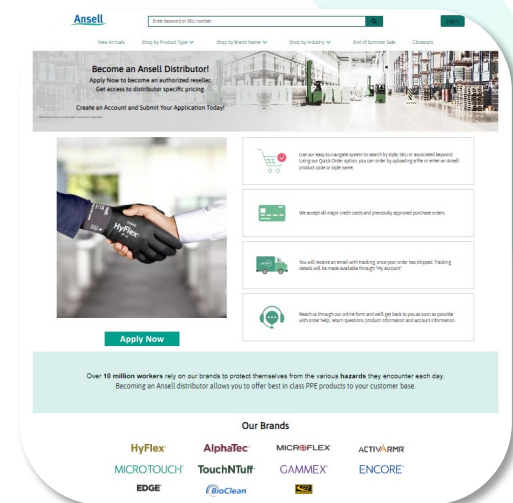 Ansell
Enter keyword or SKU number
Log In
New Arrivals Shop by Product Type Shop by Brand Name Shop by Industry End of Summer Sale Closeouts
Become an Ansell Distributor!
Apply Now to become an authorized reseller.
Get access to distributor specific pricing.
Create an Account and Submit Your Application Today!
HyFlex
Use our easy-to-navigate system to search by style, SKU or associated keyword.
Using our Quick Order option, you can order by uploading a file or enter an Ansell
product code or style name.
We accept all major credit cards and previously approved purchase orders.
You will receive an email with tracking, once your order has shipped. Tracking
details will be made available through "My Account"
Reach us through our online form and we'll get back to you as soon as possible
with order help, return questions, product information and account information.
Apply Now
Over 10 million workers rely on our brands to protect themselves from the various hazards they encounter each day.
Becoming an Ansell distributor allows you to offer best in class PPE products to your customer base.
Our Brands
HyFlex AlphaTec MICROFLEX ACTIVARMR
MICROTOUCH TouchNTuff GAMMEX ENCORE
EDGE BioClean